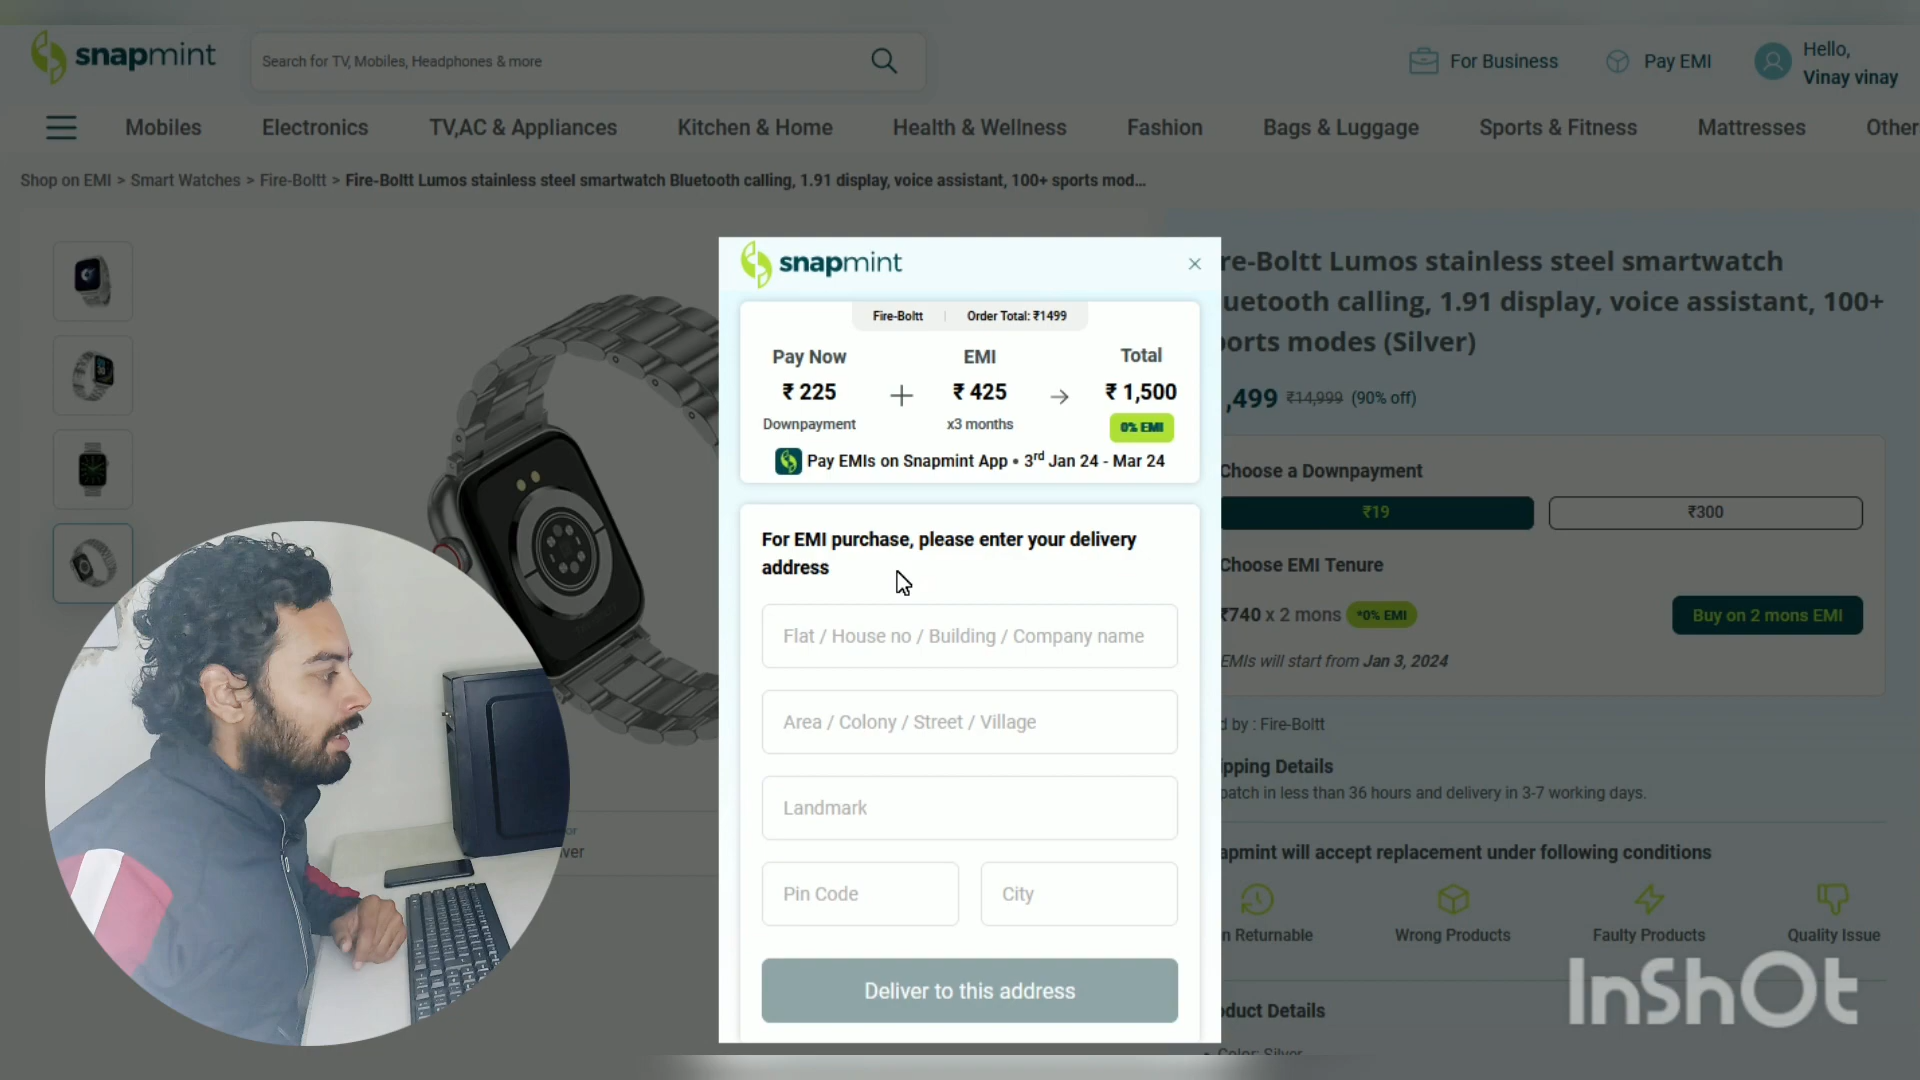 snapmint
Search for TV, Mobiles, Headphones & more
For Business
Pay EMI
Hello,
Vinay vinay
Mobiles
Electronics
TV,AC & Appliances
Kitchen & Home
Health & Wellness
Fashion
Bags & Luggage
Sports & Fitness
Mattresses
Other
Shop on EMI > Smart Watches > Fire-Boltt > Fire-Boltt Lumos stainless steel smartwatch Bluetooth calling, 1.91 display, voice assistant, 100+ sports mod...
snapmint
Fire-Boltt | Order Total: ₹1499
Pay Now
EMI
Total
₹ 225
+
₹ 425
→
₹ 1,500
Downpayment
x3 months
0% EMI
Pay EMIs on Snapmint App • 3rd Jan 24 - Mar 24
For EMI purchase, please enter your delivery
address
Flat / House no / Building / Company name
Area / Colony / Street / Village
Landmark
Pin Code
City
Deliver to this address
re-Boltt Lumos stainless steel smartwatch
uetooth calling, 1.91 display, voice assistant, 100+
orts modes (Silver)
,499 ₹14,999 (90% off)
Choose a Downpayment
₹19
₹300
Choose EMI Tenure
₹740 x 2 mons *0% EMI
Buy on 2 mons EMI
EMIs will start from Jan 3, 2024
d by : Fire-Boltt
pping Details
patch in less than 36 hours and delivery in 3-7 working days.
apmint will accept replacement under following conditions
n Returnable
Wrong Products
Faulty Products
Quality Issue
duct Details
Color: Silver
InShOt